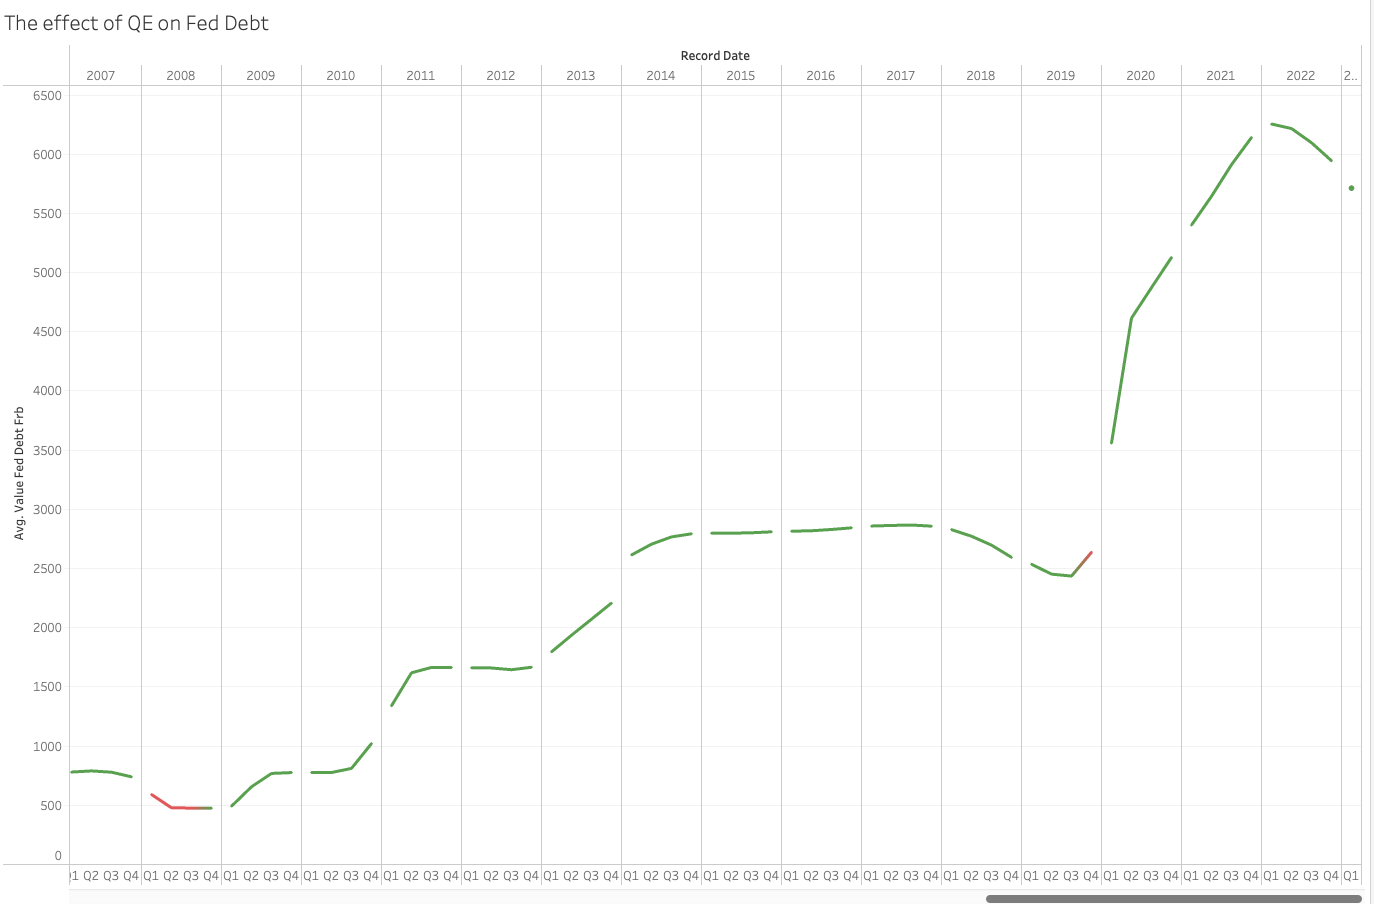 The effect of QE on Fed Debt
Record Date
2007 2008 2009 2010 2011 2012 2013 2014 2015 2016 2017 2018 2019 2020 2021 2022 2..
6500
6000
5500
5000
4500
4000
3500
3000
2500
2000
1500
1000
500
0
Avg. Value Fed Debt Frb
Q1 Q2 Q3 Q4 Q1 Q2 Q3 Q4 Q1 Q2 Q3 Q4 Q1 Q2 Q3 Q4 Q1 Q2 Q3 Q4 Q1 Q2 Q3 Q4 Q1 Q2 Q3 Q4 Q1 Q2 Q3 Q4 Q1 Q2 Q3 Q4 Q1 Q2 Q3 Q4 Q1 Q2 Q3 Q4 Q1 Q2 Q3 Q4 Q1 Q2 Q3 Q4 Q1 Q2 Q3 Q4 Q1 Q2 Q3 Q4 Q1 Q2 Q3 Q4 Q1